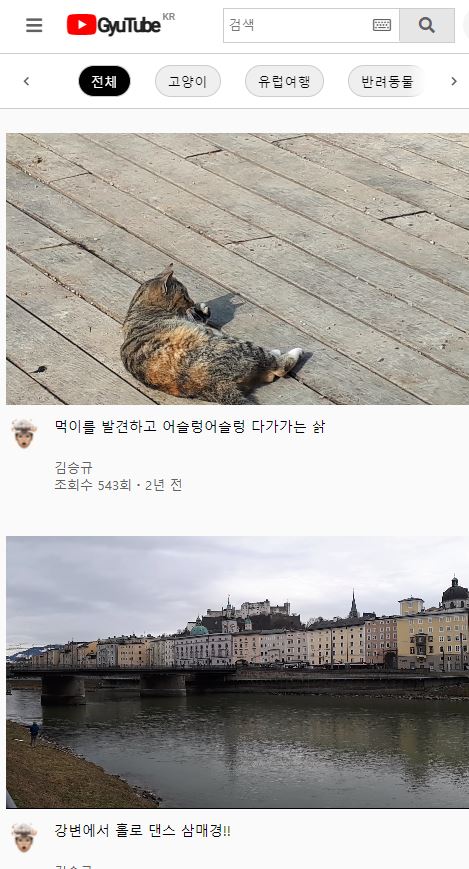 GyuTube KR
검색
전체 고양이 유럽여행 반려동물
먹이를 발견하고 어슬렁어슬렁 다가가는 삵
김승규
조회수 543회 • 2년 전
강변에서 홀로 댄스 삼매경!!